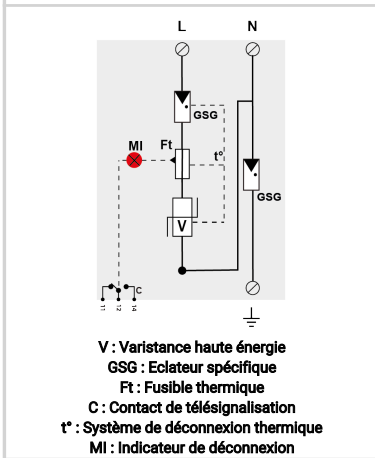 L N
GSG
MI Ft
t°
GSG
V
C
11 12 14
V : Varistance haute énergie
GSG : Eclateur spécifique
Ft : Fusible thermique
C : Contact de télésignalisation
t° : Système de déconnexion thermique
MI : Indicateur de déconnexion